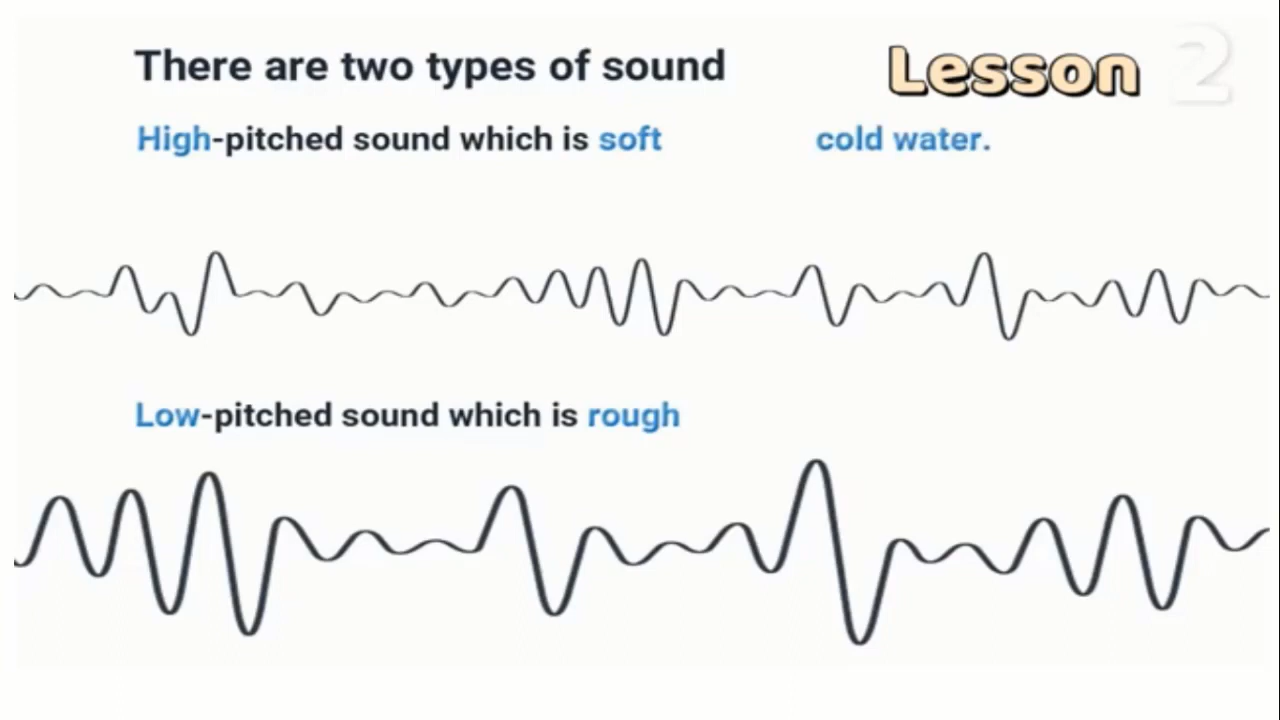 There are two types of sound
Lesson 2
High-pitched sound which is soft
cold water.
Low-pitched sound which is rough